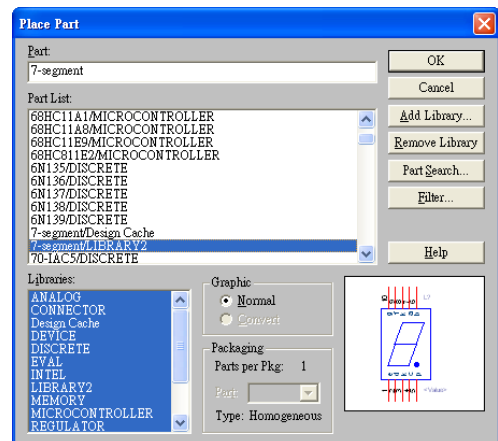 Place Part
Part:
7-segment
Part List:
68HC11A1/MICROCONTROLLER
68HC11A8/MICROCONTROLLER
68HC11E9/MICROCONTROLLER
68HC811E2/MICROCONTROLLER
6N135/DISCRETE
6N136/DISCRETE
6N137/DISCRETE
6N138/DISCRETE
6N139/DISCRETE
7-segment/Design Cache
7-segment/LIBRARY2
70-IAC5/DISCRETE
OK
Cancel
Add Library...
Remove Library
Part Search...
Filter...
Help
Libraries:
ANALOG
CONNECTOR
Design Cache
DEVICE
DISCRETE
EVAL
INTEL
LIBRARY2
MEMORY
MICROCONTROLLER
REGULATOR
Graphic
Normal
Convert
Packaging
Parts per Pkg: 1
Part:
Type: Homogeneous
<Value>